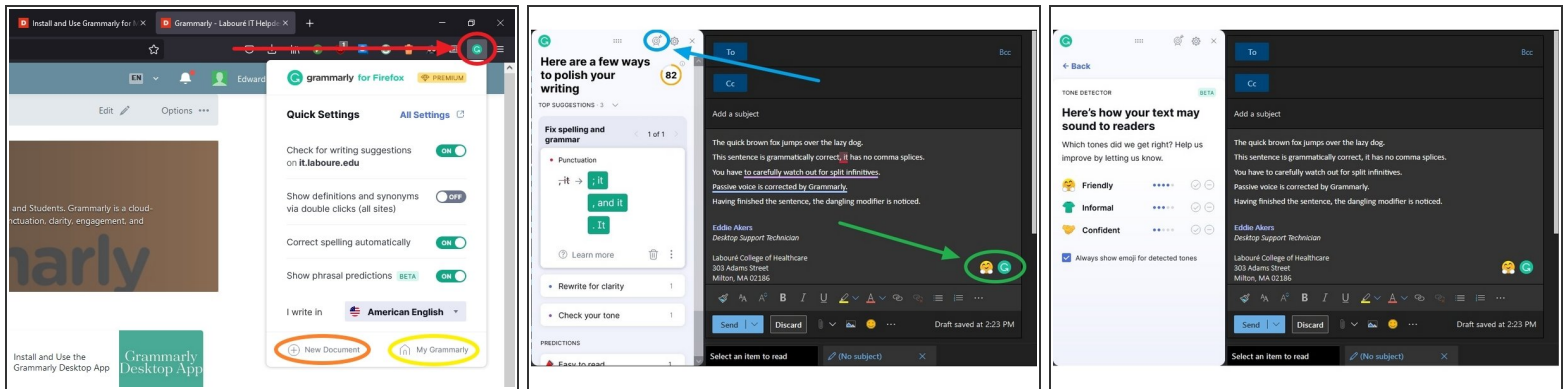 Install and Use Grammarly for M
Grammarly - Labouré IT Helpde
EN
Edward
Edit
Options
and Students. Grammarly is a cloud-
nctuation, clarity, engagement, and
narly
Install and Use the
Grammarly Desktop App
Grammarly
Desktop App
grammarly for Firefox
PREMIUM
Quick Settings
All Settings
Check for writing suggestions
on it.laboure.edu
ON
Show definitions and synonyms
via double clicks (all sites)
OFF
Correct spelling automatically
ON
Show phrasal predictions BETA
ON
I write in
American English
New Document
My Grammarly
Here are a few ways
to polish your
writing
82
TOP SUGGESTIONS · 3
Fix spelling and
grammar
1 of 1
• Punctuation
, it → ; it
, and it
. It
Learn more
• Rewrite for clarity 1
• Check your tone 1
PREDICTIONS
Easy to read 1
To
Bcc
Cc
Add a subject
The quick brown fox jumps over the lazy dog.
This sentence is grammatically correct, it has no comma splices.
You have to carefully watch out for split infinitives.
Passive voice is corrected by Grammarly.
Having finished the sentence, the dangling modifier is noticed.
Eddie Akers
Desktop Support Technician
Labouré College of Healthcare
303 Adams Street
Milton, MA 02186
B I U A
Send
Discard
Draft saved at 2:23 PM
Select an item to read
(No subject)
← Back
TONE DETECTOR
BETA
Here's how your text may
sound to readers
Which tones did we get right? Help us
improve by letting us know.
Friendly
Informal
Confident
Always show emoji for detected tones
To
Bcc
Cc
Add a subject
The quick brown fox jumps over the lazy dog.
This sentence is grammatically correct, it has no comma splices.
You have to carefully watch out for split infinitives.
Passive voice is corrected by Grammarly.
Having finished the sentence, the dangling modifier is noticed.
Eddie Akers
Desktop Support Technician
Labouré College of Healthcare
303 Adams Street
Milton, MA 02186
B I U A
Send
Discard
Draft saved at 2:23 PM
Select an item to read
(No subject)